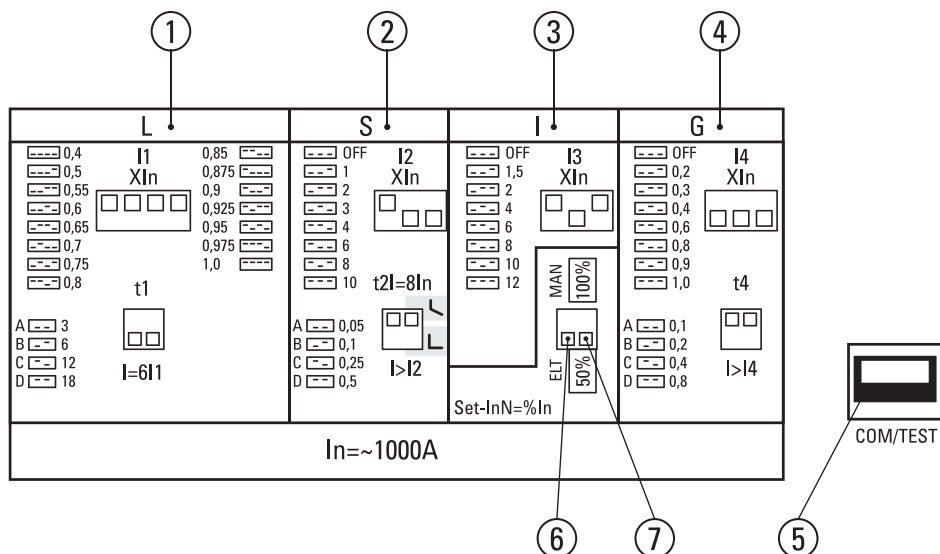 1
2
3
4
L
S
I
G
0,4
0,5
0,55
0,6
0,65
0,7
0,75
0,8
I1
XIn
0,85
0,875
0,9
0,925
0,95
0,975
1,0
t1
A 3
B 6
C 12
D 18
I=6I1
OFF
1
2
3
4
6
8
10
I2
XIn
t2I=8In
A 0,05
B 0,1
C 0,25
D 0,5
I>I2
OFF
1,5
2
4
6
8
10
12
I3
XIn
MAN
100%
ELT
50%
Set-InN=%In
OFF
0,2
0,3
0,4
0,6
0,8
0,9
1,0
I4
XIn
t4
A 0,1
B 0,2
C 0,4
D 0,8
I>I4
In=~1000A
COM/TEST
6
7
5